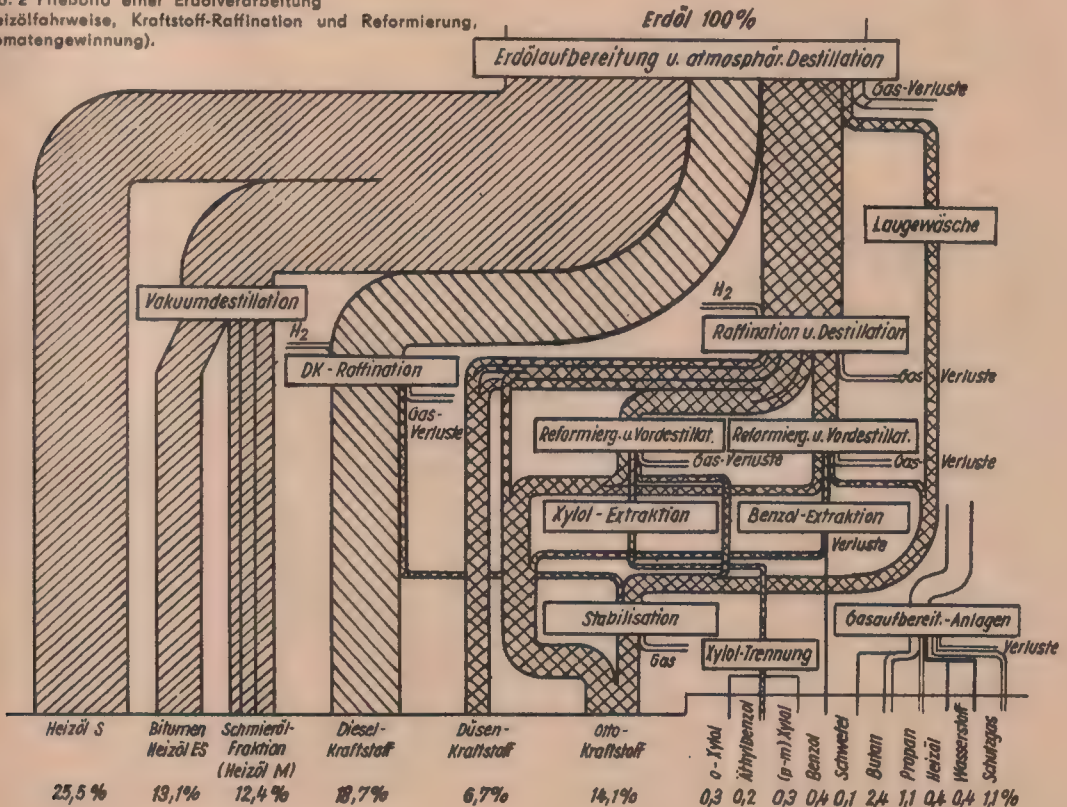 einer Erdölverarbeitung
Kraftstoff-Raffination und Reformierung,
Erdöl 100%
Erdölaufbereitung u. atmosphär. Destillation
Gas-Verluste
Laugewäsche
Vakuumdestillation
H2
H2
Raffination u. Destillation
DK - Raffination
Gas-Verluste
Gas-
Verluste
Reformierg. u. Vordestillat.
Reformierg. u. Vordestillat.
Gas-Verluste
Gas-Verluste
Xylol - Extraktion
Benzol - Extraktion
Verluste
Stabilisation
Gasaufbereit.-Anlagen
Gas
Xylol-Trennung
Verluste
Heizöl S
Bitumen
Heizöl ES
Schmieröl-
Fraktion
(Heizöl M)
Diesel-
Kraftstoff
Düsen-
Kraftstoff
Otto-
Kraftstoff
o - Xylol
Äthylbenzol
(p-m) Xylol
Benzol
Schwefel
Butan
Propan
Heizöl
Wasserstoff
Schutzgas
25,5 % 13,1% 12,4 % 18,7% 6,7% 14,1% 0,3 0,2 0,3 0,4 0,1 2,4 1,1 0,4 0,4 1,1%